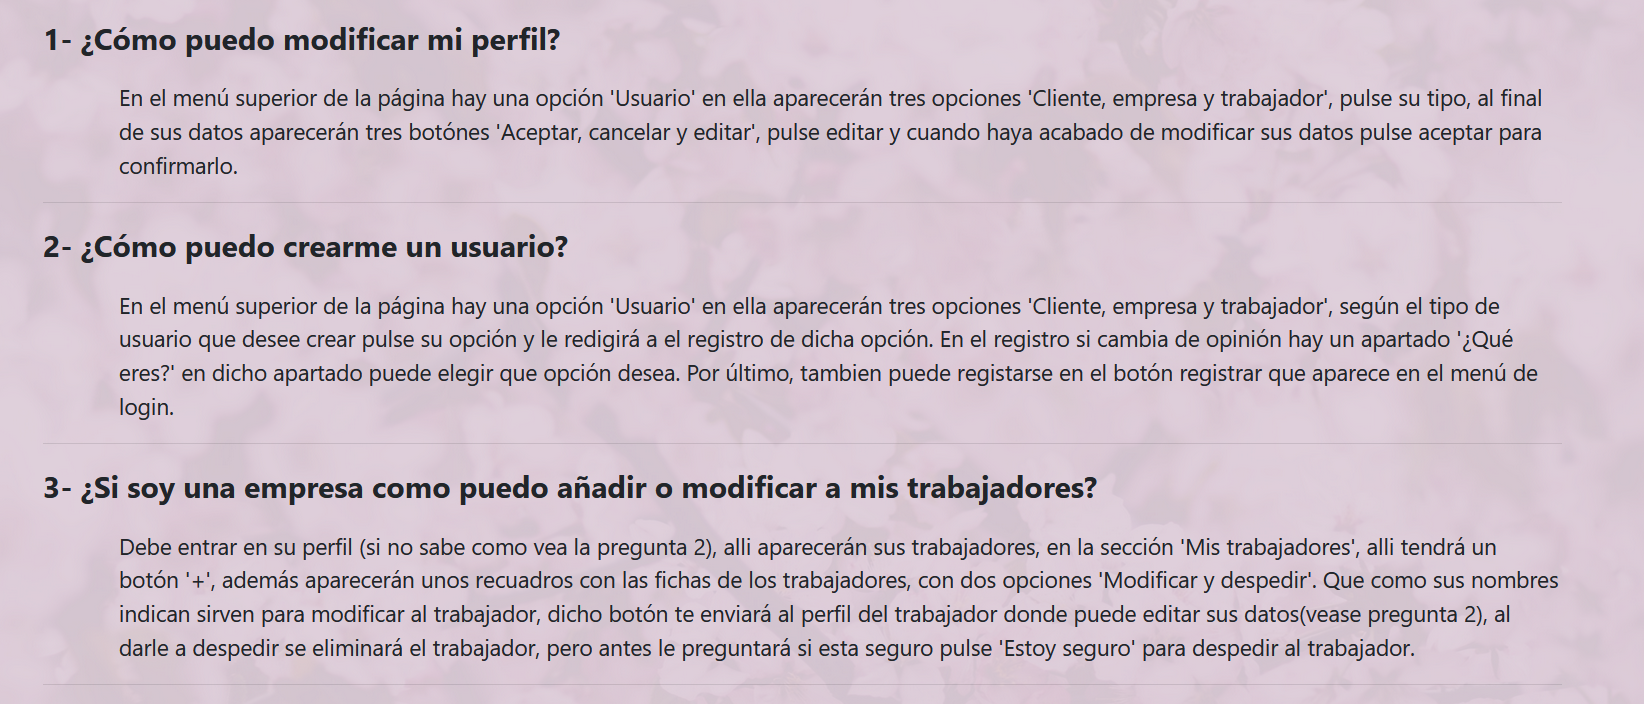 1- ¿Cómo puedo modificar mi perfil?
En el menú superior de la página hay una opción 'Usuario' en ella aparecerán tres opciones 'Cliente, empresa y trabajador', pulse su tipo, al final
de sus datos aparecerán tres botónes 'Aceptar, cancelar y editar', pulse editar y cuando haya acabado de modificar sus datos pulse aceptar para
confirmarlo.
2- ¿Cómo puedo crearme un usuario?
En el menú superior de la página hay una opción 'Usuario' en ella aparecerán tres opciones 'Cliente, empresa y trabajador', según el tipo de
usuario que desee crear pulse su opción y le redigirá a el registro de dicha opción. En el registro si cambia de opinión hay un apartado '¿Qué
eres?' en dicho apartado puede elegir que opción desea. Por último, tambien puede registarse en el botón registrar que aparece en el menú de
login.
3- ¿Si soy una empresa como puedo añadir o modificar a mis trabajadores?
Debe entrar en su perfil (si no sabe como vea la pregunta 2), alli aparecerán sus trabajadores, en la sección 'Mis trabajadores', alli tendrá un
botón '+', además aparecerán unos recuadros con las fichas de los trabajadores, con dos opciones 'Modificar y despedir'. Que como sus nombres
indican sirven para modificar al trabajador, dicho botón te enviará al perfil del trabajador donde puede editar sus datos(vease pregunta 2), al
darle a despedir se eliminará el trabajador, pero antes le preguntará si esta seguro pulse 'Estoy seguro' para despedir al trabajador.